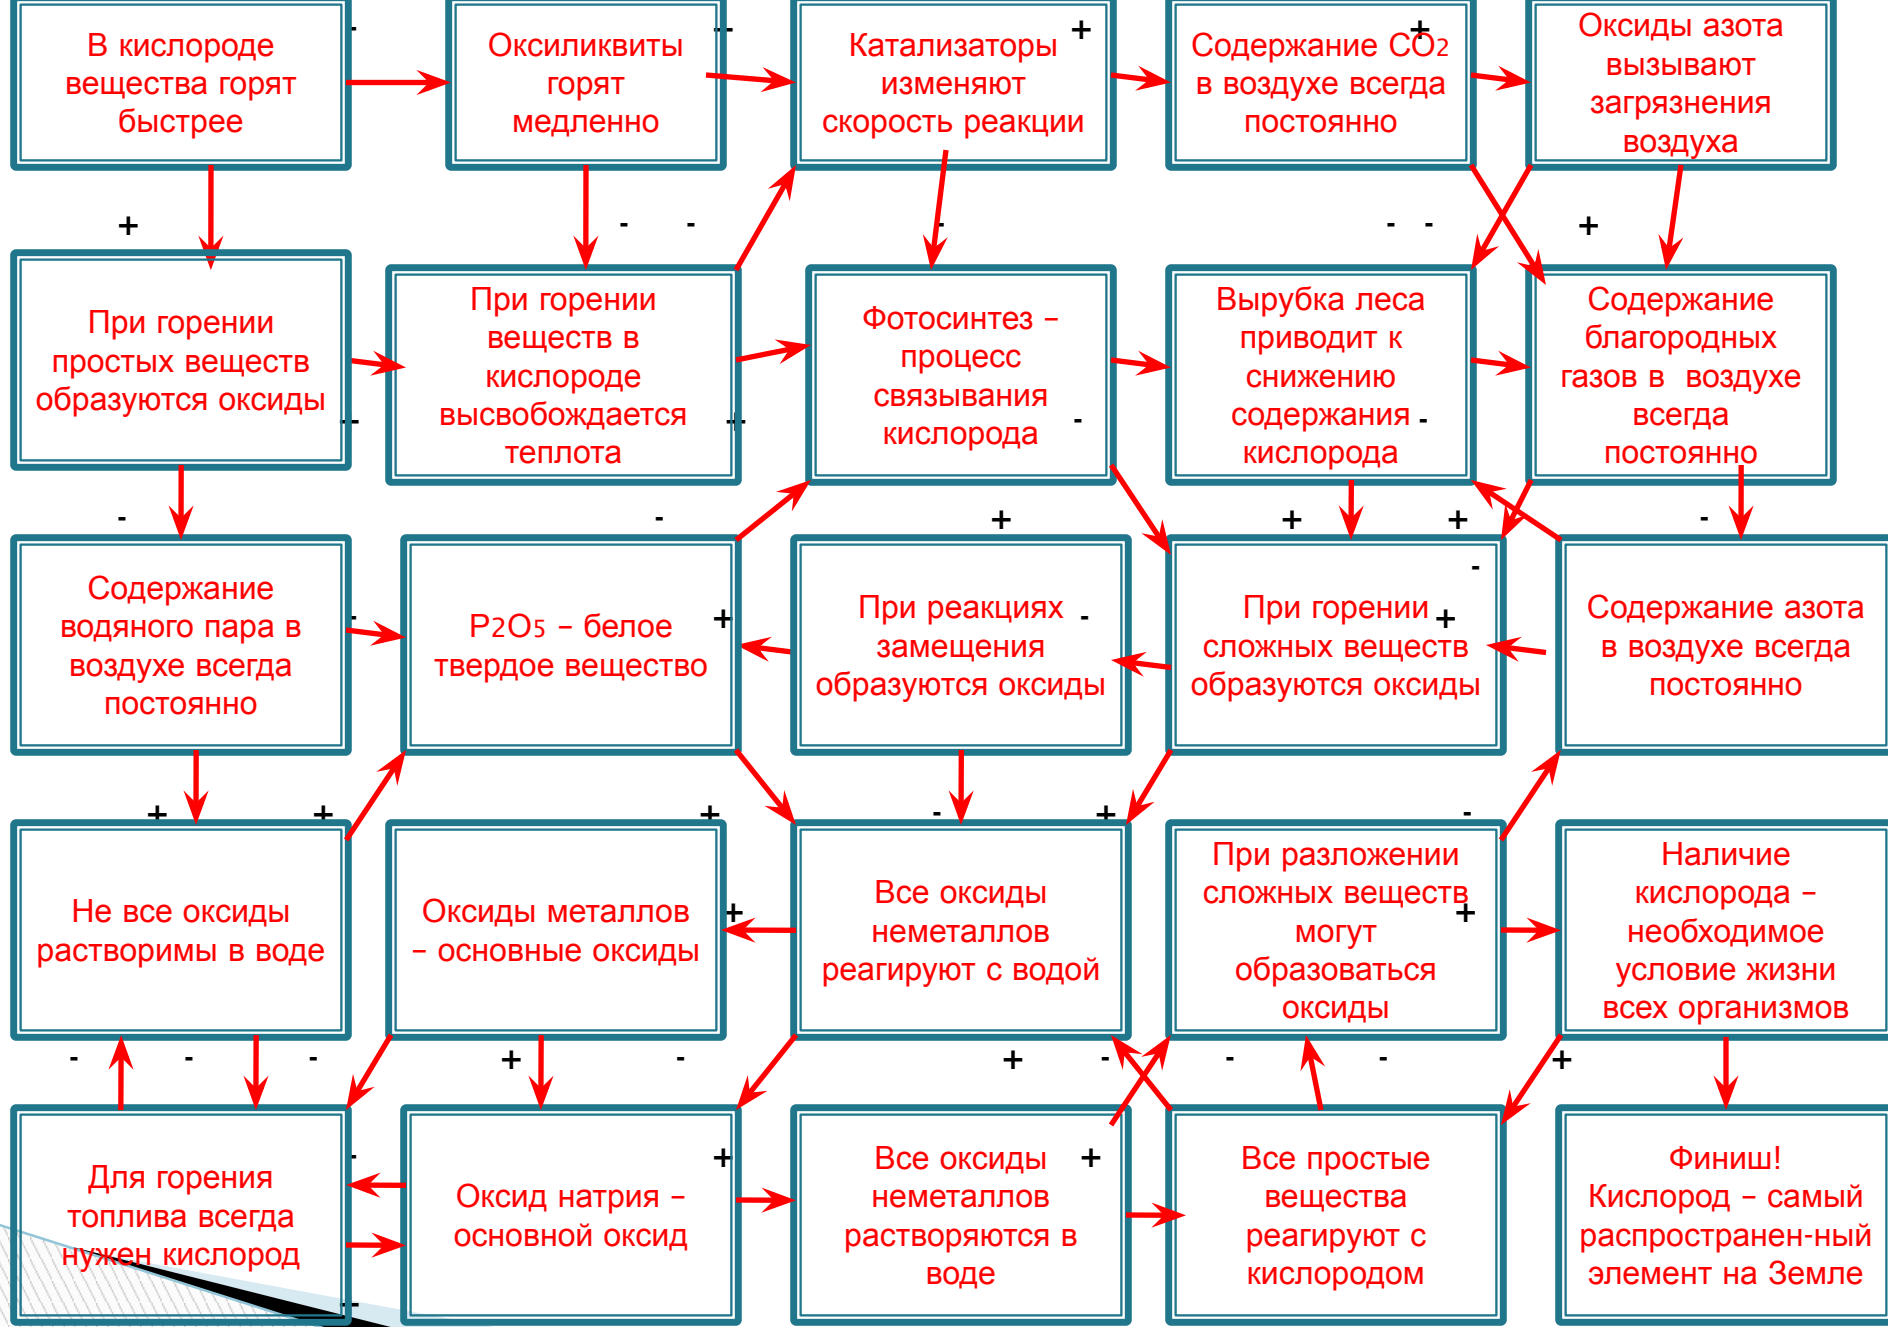 В кислороде
вещества горят
быстрее
-
Оксиликвиты
горят
медленно
+
Катализаторы
изменяют
скорость реакции
+
Содержание СО2
в воздухе всегда
постоянно
+
Оксиды азота
вызывают
загрязнения
воздуха
+
- -
-
- -
+
При горении
простых веществ
образуются оксиды
+
При горении
веществ в
кислороде
высвобождается
теплота
+
Фотосинтез –
процесс
связывания
кислорода
-
Вырубка леса
приводит к
снижению
содержания
кислорода
-
Содержание
благородных
газов в воздухе
всегда
постоянно
-
-
+
+ +
-
Содержание
водяного пара в
воздухе всегда
постоянно
-
P2O5 – белое
твердое вещество
+
При реакциях
замещения
образуются оксиды
-
При горении
сложных веществ
образуются оксиды
-
+
Содержание азота
в воздухе всегда
постоянно
+ +
+
- +
-
Не все оксиды
растворимы в воде
Оксиды металлов
– основные оксиды
+
Все оксиды
неметаллов
реагируют с водой
При разложении
сложных веществ
могут
образоваться
оксиды
+
Наличие
кислорода –
необходимое
условие жизни
всех организмов
- - -
+ -
+ -
- -
+
Для горения
топлива всегда
нужен кислород
-
+
Оксид натрия –
основной оксид
+
Все оксиды
неметаллов
растворяются в
воде
+
Все простые
вещества
реагируют с
кислородом
Финиш!
Кислород – самый
распространен-ный
элемент на Земле